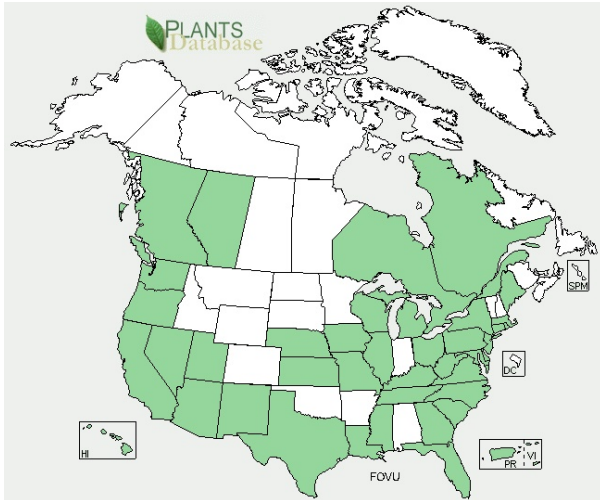 PLANTS
Database
SPM
DC
HI
PR
VI
FOVU